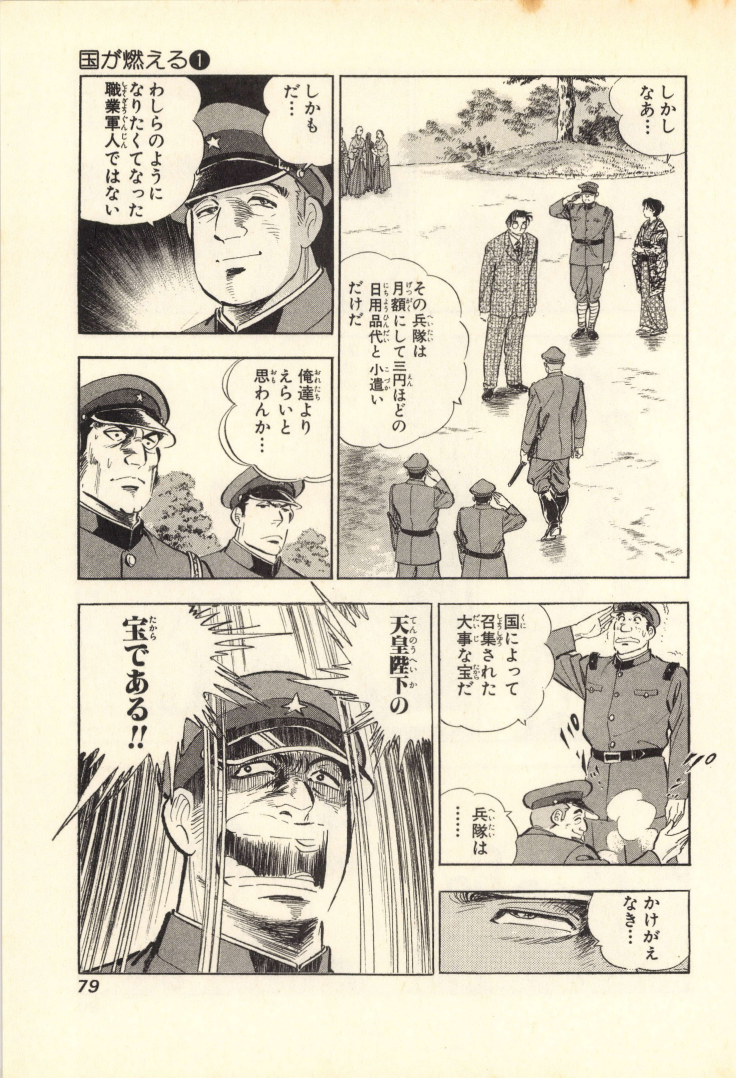 国が燃える❶
しかし
なあ…
その兵隊は
月額にして三円ほどの
日用品代と小遣い
だけだ
しかも
だ…
わしらのように
なりたくてなった
職業軍人ではない
俺達より
えらいと
思わんか…
国によって
召集された
大事な宝だ
兵隊は
………
かけがえ
なき…
天皇陛下の
宝である!!
79